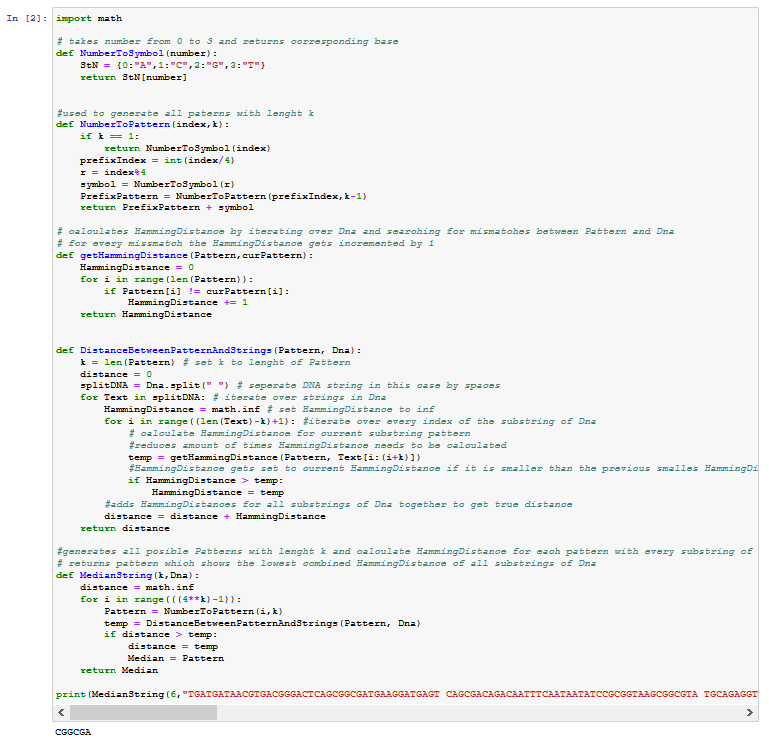 In [2]: import math
# takes number from 0 to 3 and returns corresponding base
def NumberToSymbol(number):
    StN = {0:"A",1:"C",2:"G",3:"T"}
    return StN[number]
#used to generate all paterns with lenght k
def NumberToPattern(index,k):
    if k == 1:
        return NumberToSymbol(index)
    prefixIndex = int(index/4)
    r = index%4
    symbol = NumberToSymbol(r)
    PrefixPattern = NumberToPattern(prefixIndex,k-1)
    return PrefixPattern + symbol
# calculates HammingDistance by iterating over Dna and searching for mismatches between Pattern and Dna
# for every missmatch the HammingDistance gets incremented by 1
def getHammingDistance(Pattern,curPattern):
    HammingDistance = 0
    for i in range(len(Pattern)):
        if Pattern[i] != curPattern[i]:
            HammingDistance += 1
    return HammingDistance
def DistanceBetweenPatternAndStrings(Pattern, Dna):
    k = len(Pattern) # set k to lenght of Pattern
    distance = 0
    splitDNA = Dna.split(" ") # seperate DNA string in this case by spaces
    for Text in splitDNA: # iterate over strings in Dna
        HammingDistance = math.inf # set HammingDistance to inf
        for i in range((len(Text)-k)+1): #iterate over every index of the substring of Dna
            # calculate HammingDistance for current substring pattern
            #reduces amount of times HammingDistance needs to be calculated
            temp = getHammingDistance(Pattern, Text[i:(i+k)])
            #HammingDistance gets set to current HammingDistance if it is smaller than the previous smalles HammingDi
            if HammingDistance > temp:
                HammingDistance = temp
        #adds HammingDistances for all substrings of Dna together to get true distance
        distance = distance + HammingDistance
    return distance
#generates all posible Patterns with lenght k and calculate HammingDistance for each pattern with every substring of
# returns pattern which shows the lowest combined HammingDistance of all substrings of Dna
def MedianString(k,Dna):
    distance = math.inf
    for i in range(((4**k)-1)):
        Pattern = NumberToPattern(i,k)
        temp = DistanceBetweenPatternAndStrings(Pattern, Dna)
        if distance > temp:
            distance = temp
            Median = Pattern
    return Median
print(MedianString(6,"TGATGATAACGTGACGGGACTCAGCGGCGATGAAGGATGAGT CAGCGACAGACAATTTCAATAATATCCGCGGTAAGCGGCGTA TGCAGAGGT
CGGCGA